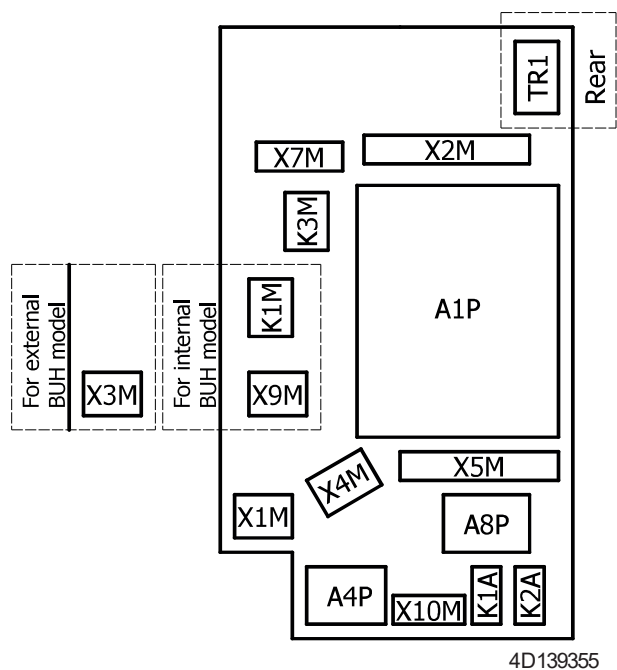 TR1
Rear
X7M
X2M
K3M
A1P
For external
BUH model
X3M
For internal
BUH model
K1M
X9M
X5M
X4M
X1M
A8P
A4P
X10M
K1A
K2A
4D139355